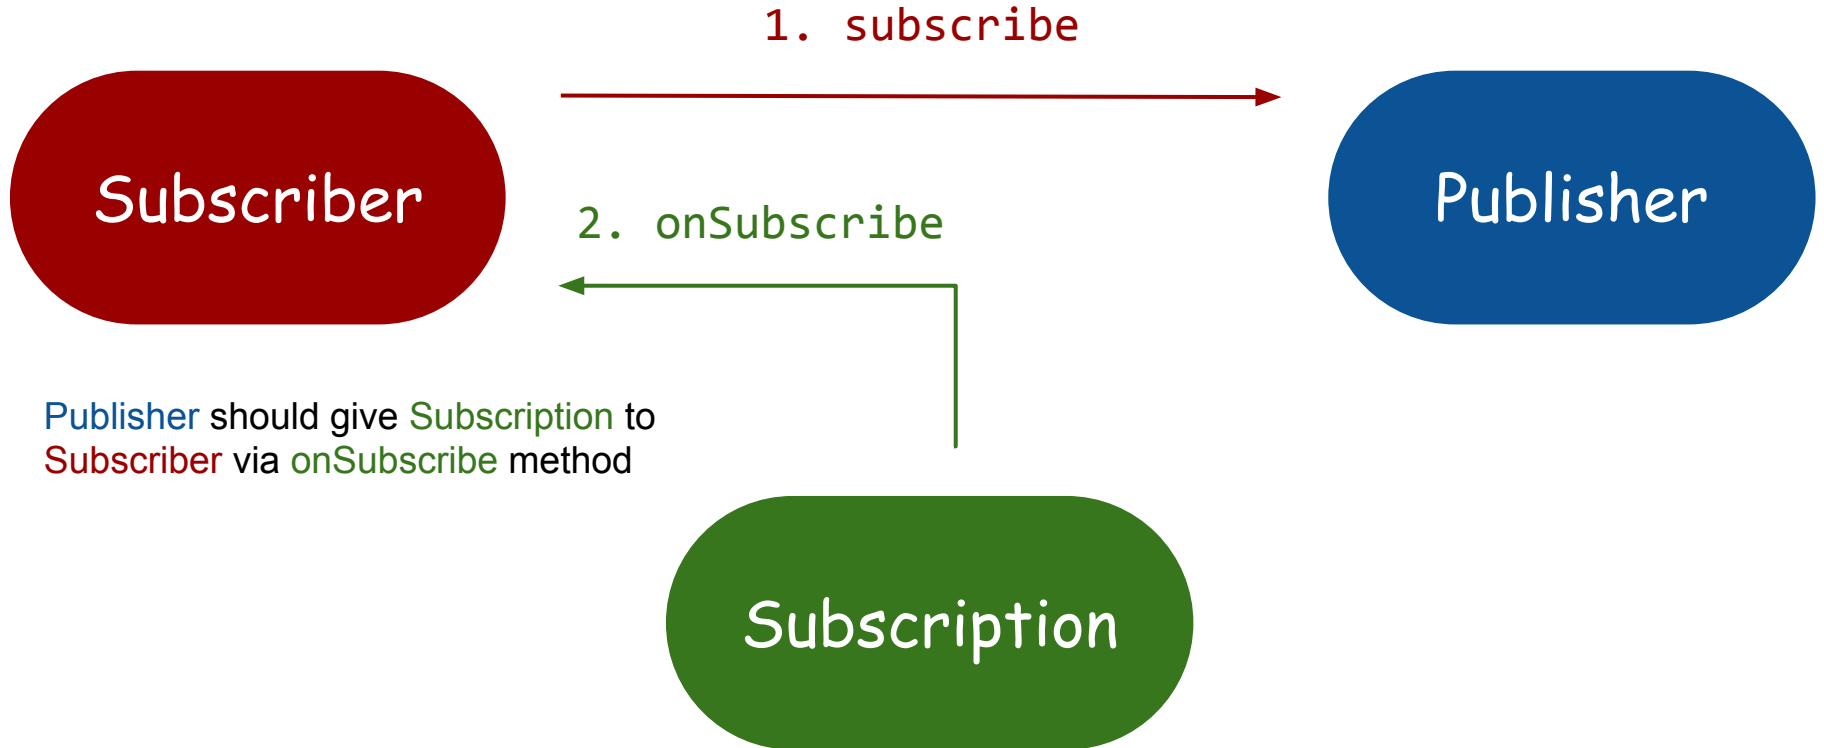 1. subscribe
Subscriber
Publisher
2. onSubscribe
Publisher should give Subscription to
Subscriber via onSubscribe method
Subscription